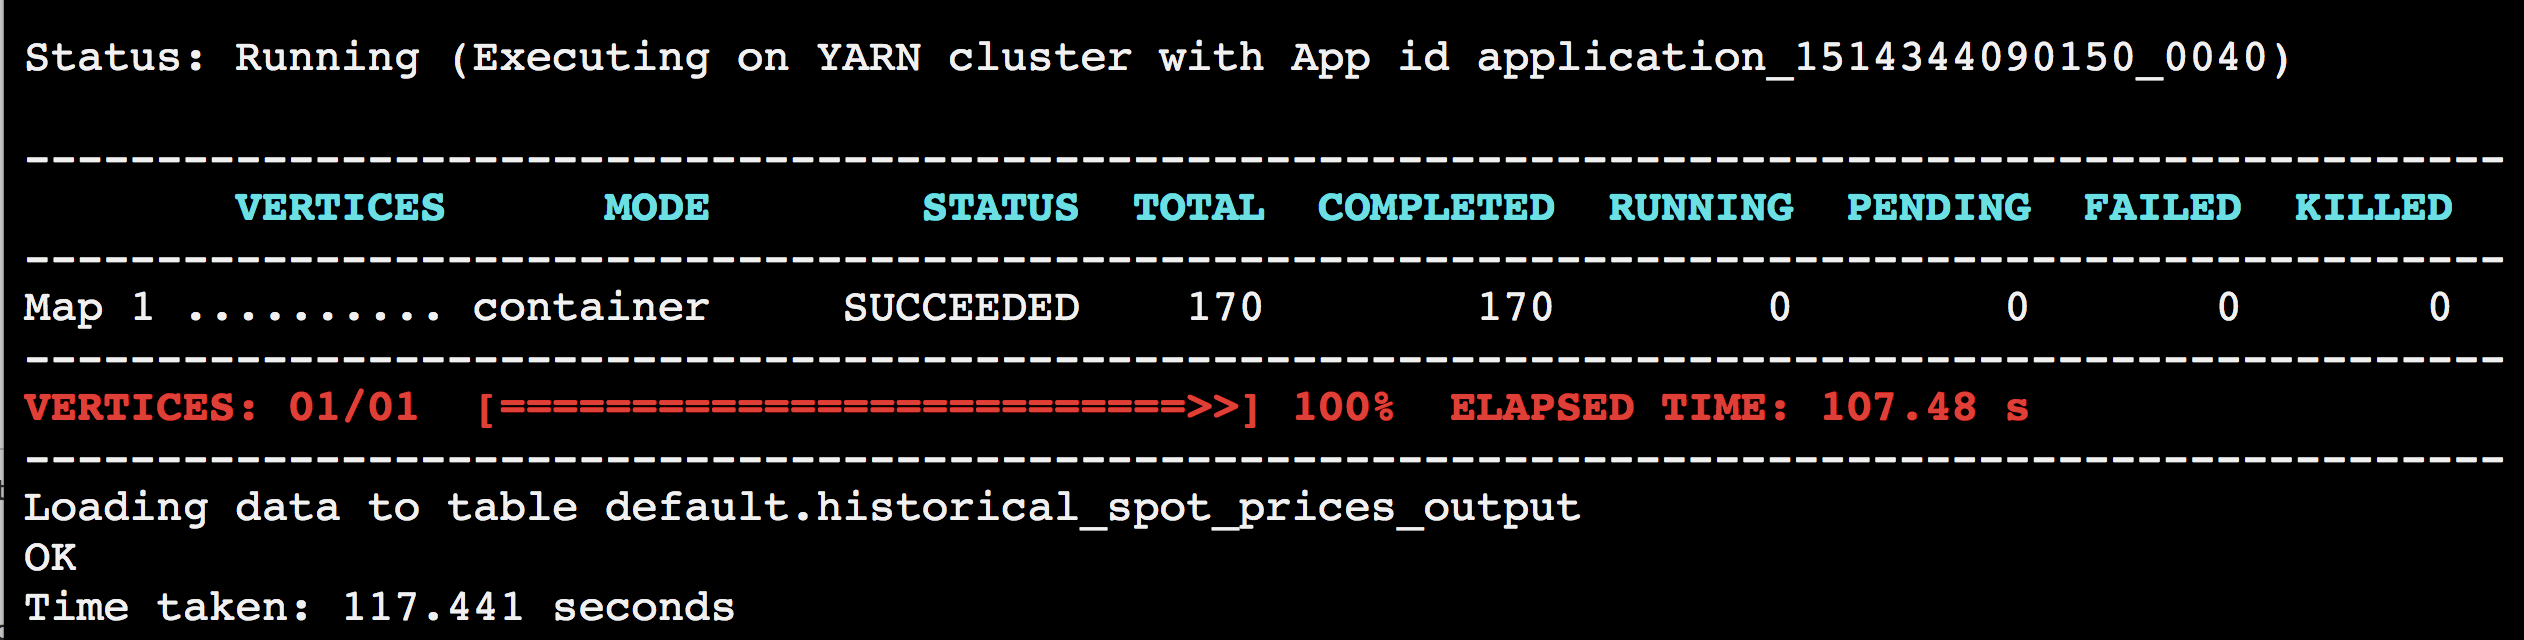 Status: Running (Executing on YARN cluster with App id application_1514344090150_0040)
----------------------------------------------------------------------------------------------
VERTICES MODE STATUS TOTAL COMPLETED RUNNING PENDING FAILED KILLED
----------------------------------------------------------------------------------------------
Map 1 .......... container SUCCEEDED 170 170 0 0 0 0
----------------------------------------------------------------------------------------------
VERTICES: 01/01 [==========================>>] 100% ELAPSED TIME: 107.48 s
----------------------------------------------------------------------------------------------
Loading data to table default.historical_spot_prices_output
OK
Time taken: 117.441 seconds